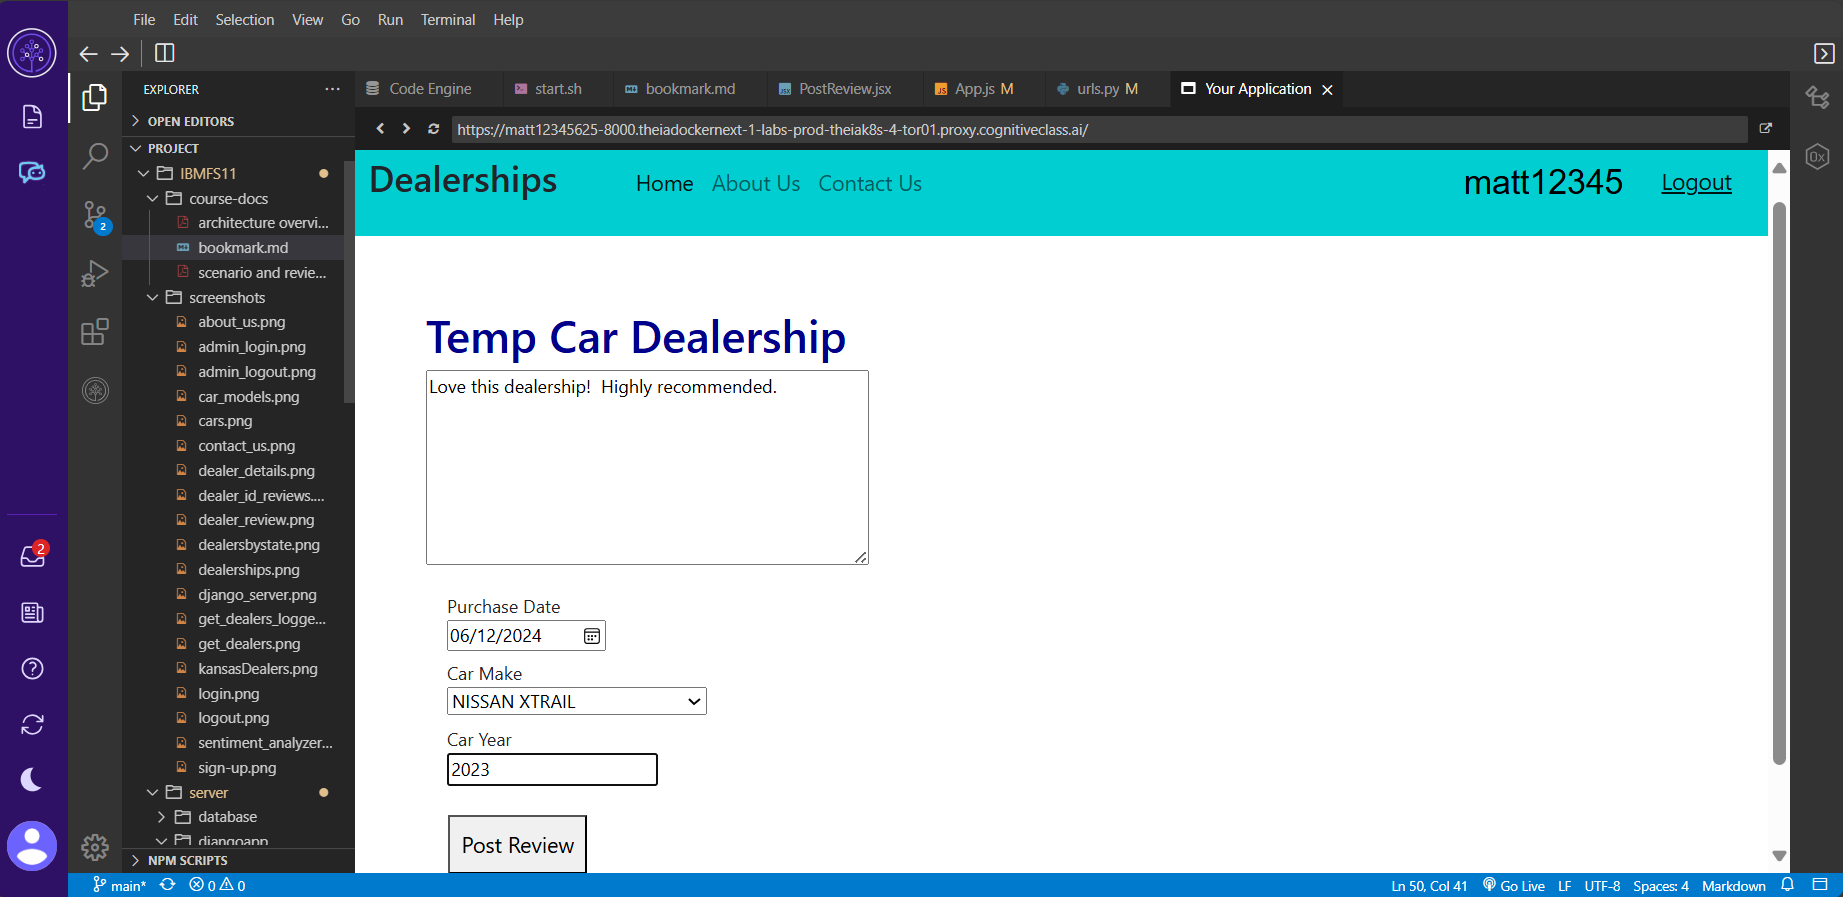 File Edit Selection View Go Run Terminal Help
EXPLORER ...
OPEN EDITORS
PROJECT
IBMFS11
course-docs
architecture overvi...
bookmark.md
scenario and revie...
screenshots
about_us.png
admin_login.png
admin_logout.png
car_models.png
cars.png
contact_us.png
dealer_details.png
dealer_id_reviews....
dealer_review.png
dealersbystate.png
dealerships.png
django_server.png
get_dealers_logge...
get_dealers.png
kansasDealers.png
login.png
logout.png
sentiment_analyzer...
sign-up.png
server
database
djangoapp
NPM SCRIPTS
2
2
Code Engine start.sh bookmark.md PostReview.jsx App.js M urls.py M Your Application
https://matt12345625-8000.theiadockernext-1-labs-prod-theiak8s-4-tor01.proxy.cognitiveclass.ai/
Dealerships Home About Us Contact Us matt12345 Logout
Temp Car Dealership
Love this dealership!  Highly recommended.
Purchase Date
06/12/2024
Car Make
NISSAN XTRAIL
Car Year
2023
Post Review
main* 0 0 Ln 50, Col 41 Go Live LF UTF-8 Spaces: 4 Markdown